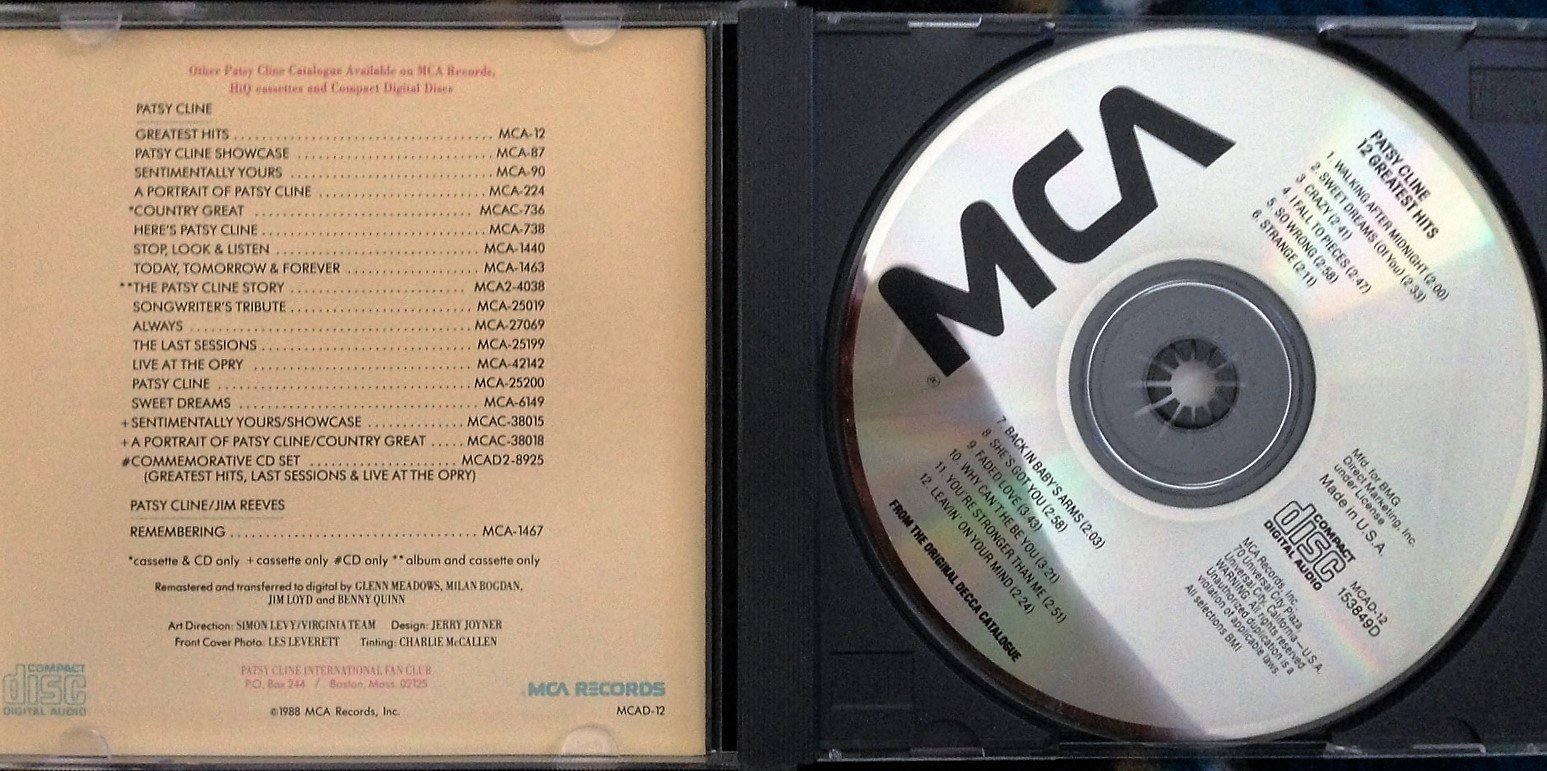 Other Patsy Cline Catalogue Available on MCA Records,
HiQ cassettes and Compact Digital Discs
PATSY CLINE
GREATEST HITS ..................................... MCA-12
PATSY CLINE SHOWCASE ............................ MCA-87
SENTIMENTALLY YOURS ............................. MCA-90
A PORTRAIT OF PATSY CLINE ........................ MCA-224
*COUNTRY GREAT ............................... MCAC-736
HERE'S PATSY CLINE ............................... MCA-738
STOP, LOOK & LISTEN ............................ MCA-1440
TODAY, TOMORROW & FOREVER .................. MCA-1463
**THE PATSY CLINE STORY .......................... MCA2-4038
SONGWRITER'S TRIBUTE .......................... MCA-25019
ALWAYS ........................................ MCA-27069
THE LAST SESSIONS .............................. MCA-25199
LIVE AT THE OPRY ............................... MCA-42142
PATSY CLINE .................................... MCA-25200
SWEET DREAMS .................................. MCA-6149
+SENTIMENTALLY YOURS/SHOWCASE .............. MCAC-38015
+A PORTRAIT OF PATSY CLINE/COUNTRY GREAT ..... MCAC-38018
#COMMEMORATIVE CD SET ..................... MCAD2-8925
(GREATEST HITS, LAST SESSIONS & LIVE AT THE OPRY)
PATSY CLINE/JIM REEVES
REMEMBERING ................................... MCA-1467
*cassette & CD only +cassette only #CD only **album and cassette only
Remastered and transferred to digital by GLENN MEADOWS, MILAN BOGDAN,
JIM LOYD and BENNY QUINN
Art Direction: SIMON LEVY/VIRGINIA TEAM Design: JERRY JOYNER
Front Cover Photo: LES LEVERETT Tinting: CHARLIE McCALLEN
PATSY CLINE INTERNATIONAL FAN CLUB
P.O. Box 244 / Boston, Mass. 02125
COMPACT
disc
DIGITAL AUDIO
MCA RECORDS
©1988 MCA Records, Inc.
MCAD-12
MCA
®
PATSY CLINE
12 GREATEST HITS
1. WALKING AFTER MIDNIGHT (2:00)
2. SWEET DREAMS (Of You) (2:33)
3. CRAZY (2:41)
4. I FALL TO PIECES (2:47)
5. SO WRONG (2:58)
6. STRANGE (2:11)
7. BACK IN BABY'S ARMS (2:03)
8. SHE'S GOT YOU (2:58)
9. FADED LOVE (3:43)
10. WHY CAN'T HE BE YOU (3:21)
11. YOU'RE STRONGER THAN ME (2:51)
12. LEAVIN' ON YOUR MIND (2:24)
FROM THE ORIGINAL DECCA CATALOGUE
Mfd. for BMG
Direct Marketing, Inc.
under License
Made in U.S.A.
COMPACT
disc
DIGITAL AUDIO
MCAD-12
153849D
MCA Records, Inc.
70 Universal City Plaza
Universal City, California—U.S.A.
WARNING: All rights reserved.
Unauthorized duplication is a
violation of applicable laws.
All selections BMI